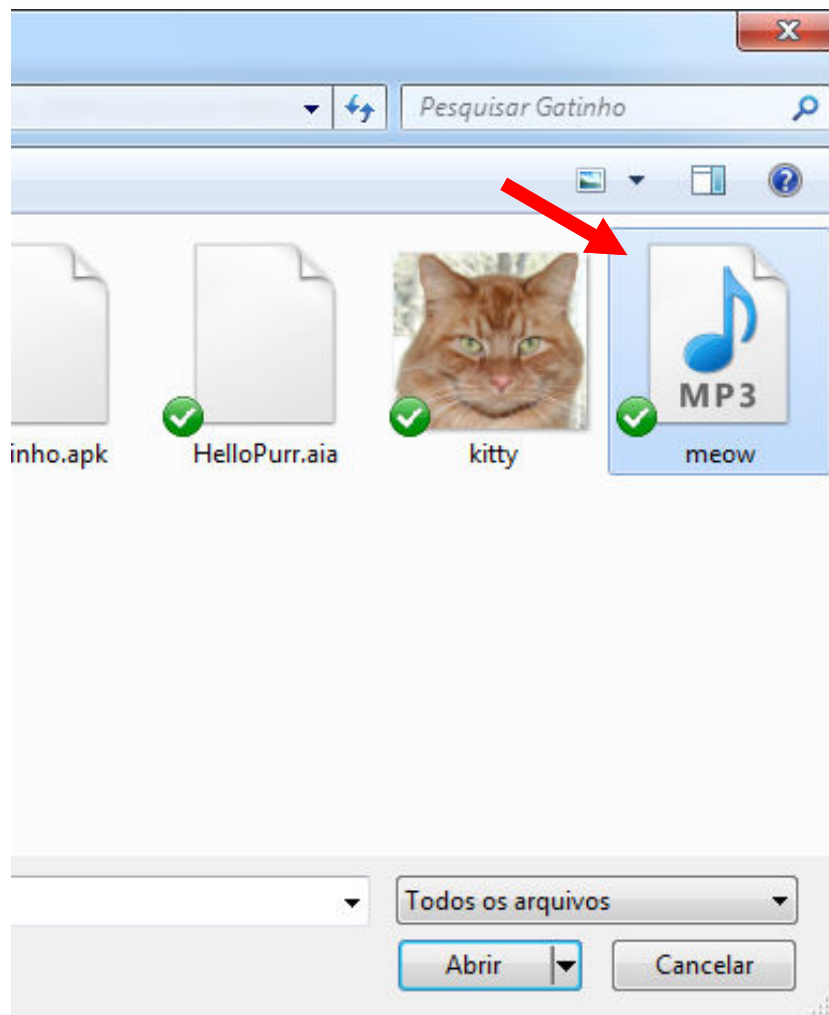 Pesquisar Gatinho
MP3
inho.apk
HelloPurr.aia
kitty
meow
Todos os arquivos
Abrir
Cancelar